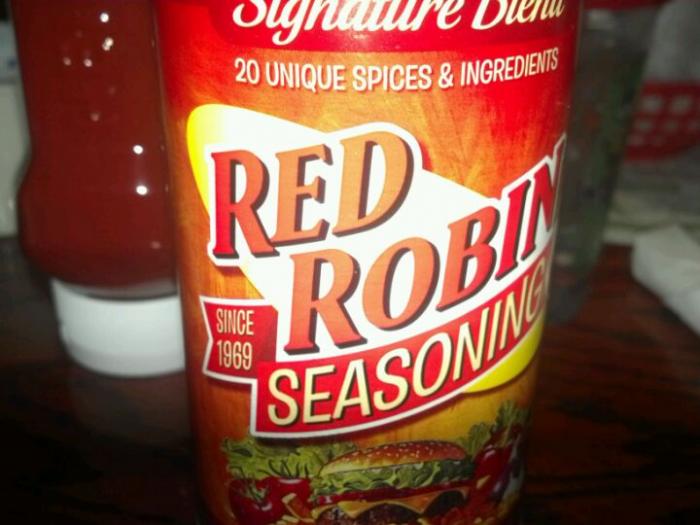 Signature Blend
20 UNIQUE SPICES & INGREDIENTS
RED
ROBIN
SINCE
1969
SEASONING